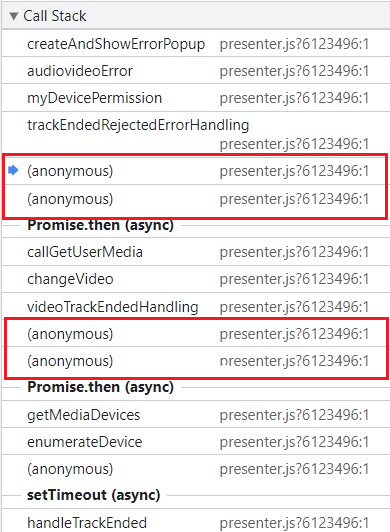 Call Stack
createAndShowErrorPopup presenter.js?6123496:1
audiovideoError presenter.js?6123496:1
myDevicePermission presenter.js?6123496:1
trackEndedRejectedErrorHandling
presenter.js?6123496:1
(anonymous) presenter.js?6123496:1
(anonymous) presenter.js?6123496:1
Promise.then (async)
callGetUserMedia presenter.js?6123496:1
changeVideo presenter.js?6123496:1
videoTrackEndedHandling presenter.js?6123496:1
(anonymous) presenter.js?6123496:1
(anonymous) presenter.js?6123496:1
Promise.then (async)
getMediaDevices presenter.js?6123496:1
enumerateDevice presenter.js?6123496:1
(anonymous) presenter.js?6123496:1
setTimeout (async)
handleTrackEnded presenter.js?6123496:1